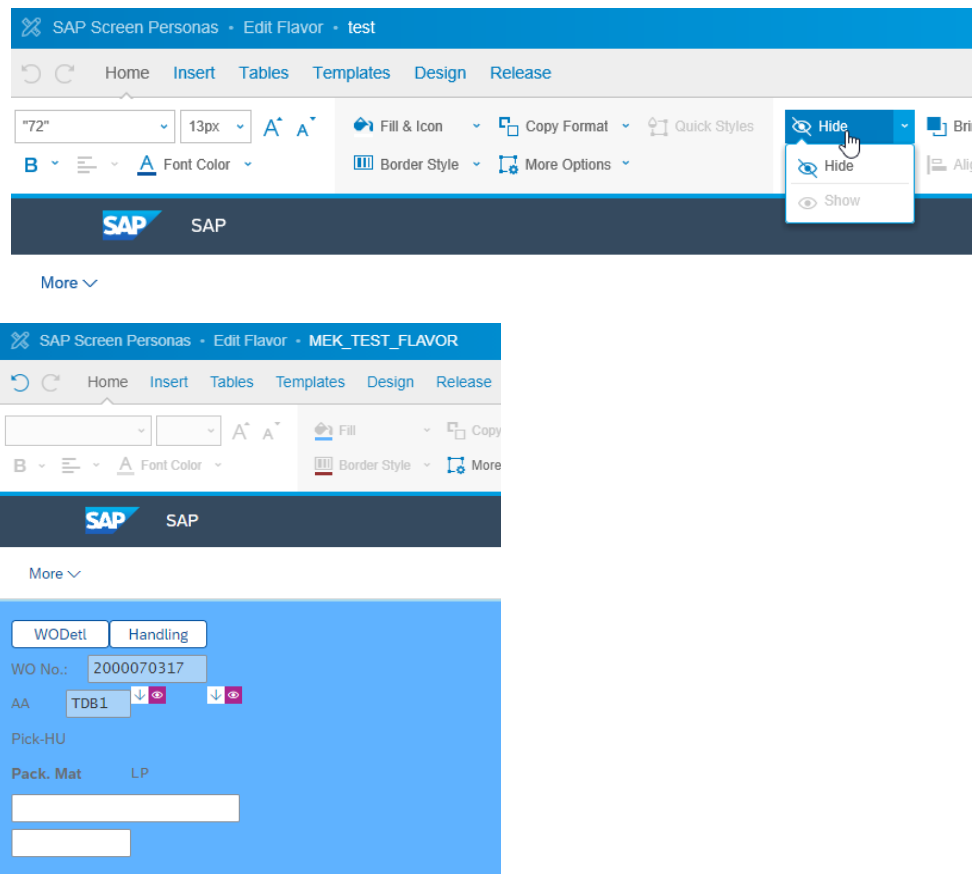 SAP Screen Personas • Edit Flavor • test
Home Insert Tables Templates Design Release
"72" 13px A A Fill & Icon Copy Format Quick Styles Hide
B A Font Color Border Style More Options Hide
Show
SAP SAP
More
SAP Screen Personas • Edit Flavor • MEK_TEST_FLAVOR
Home Insert Tables Templates Design Release
A A Fill Copy
B A Font Color Border Style More
SAP SAP
More
WODetl Handling
WO No.: 2000070317
AA TDB1
Pick-HU
Pack. Mat LP